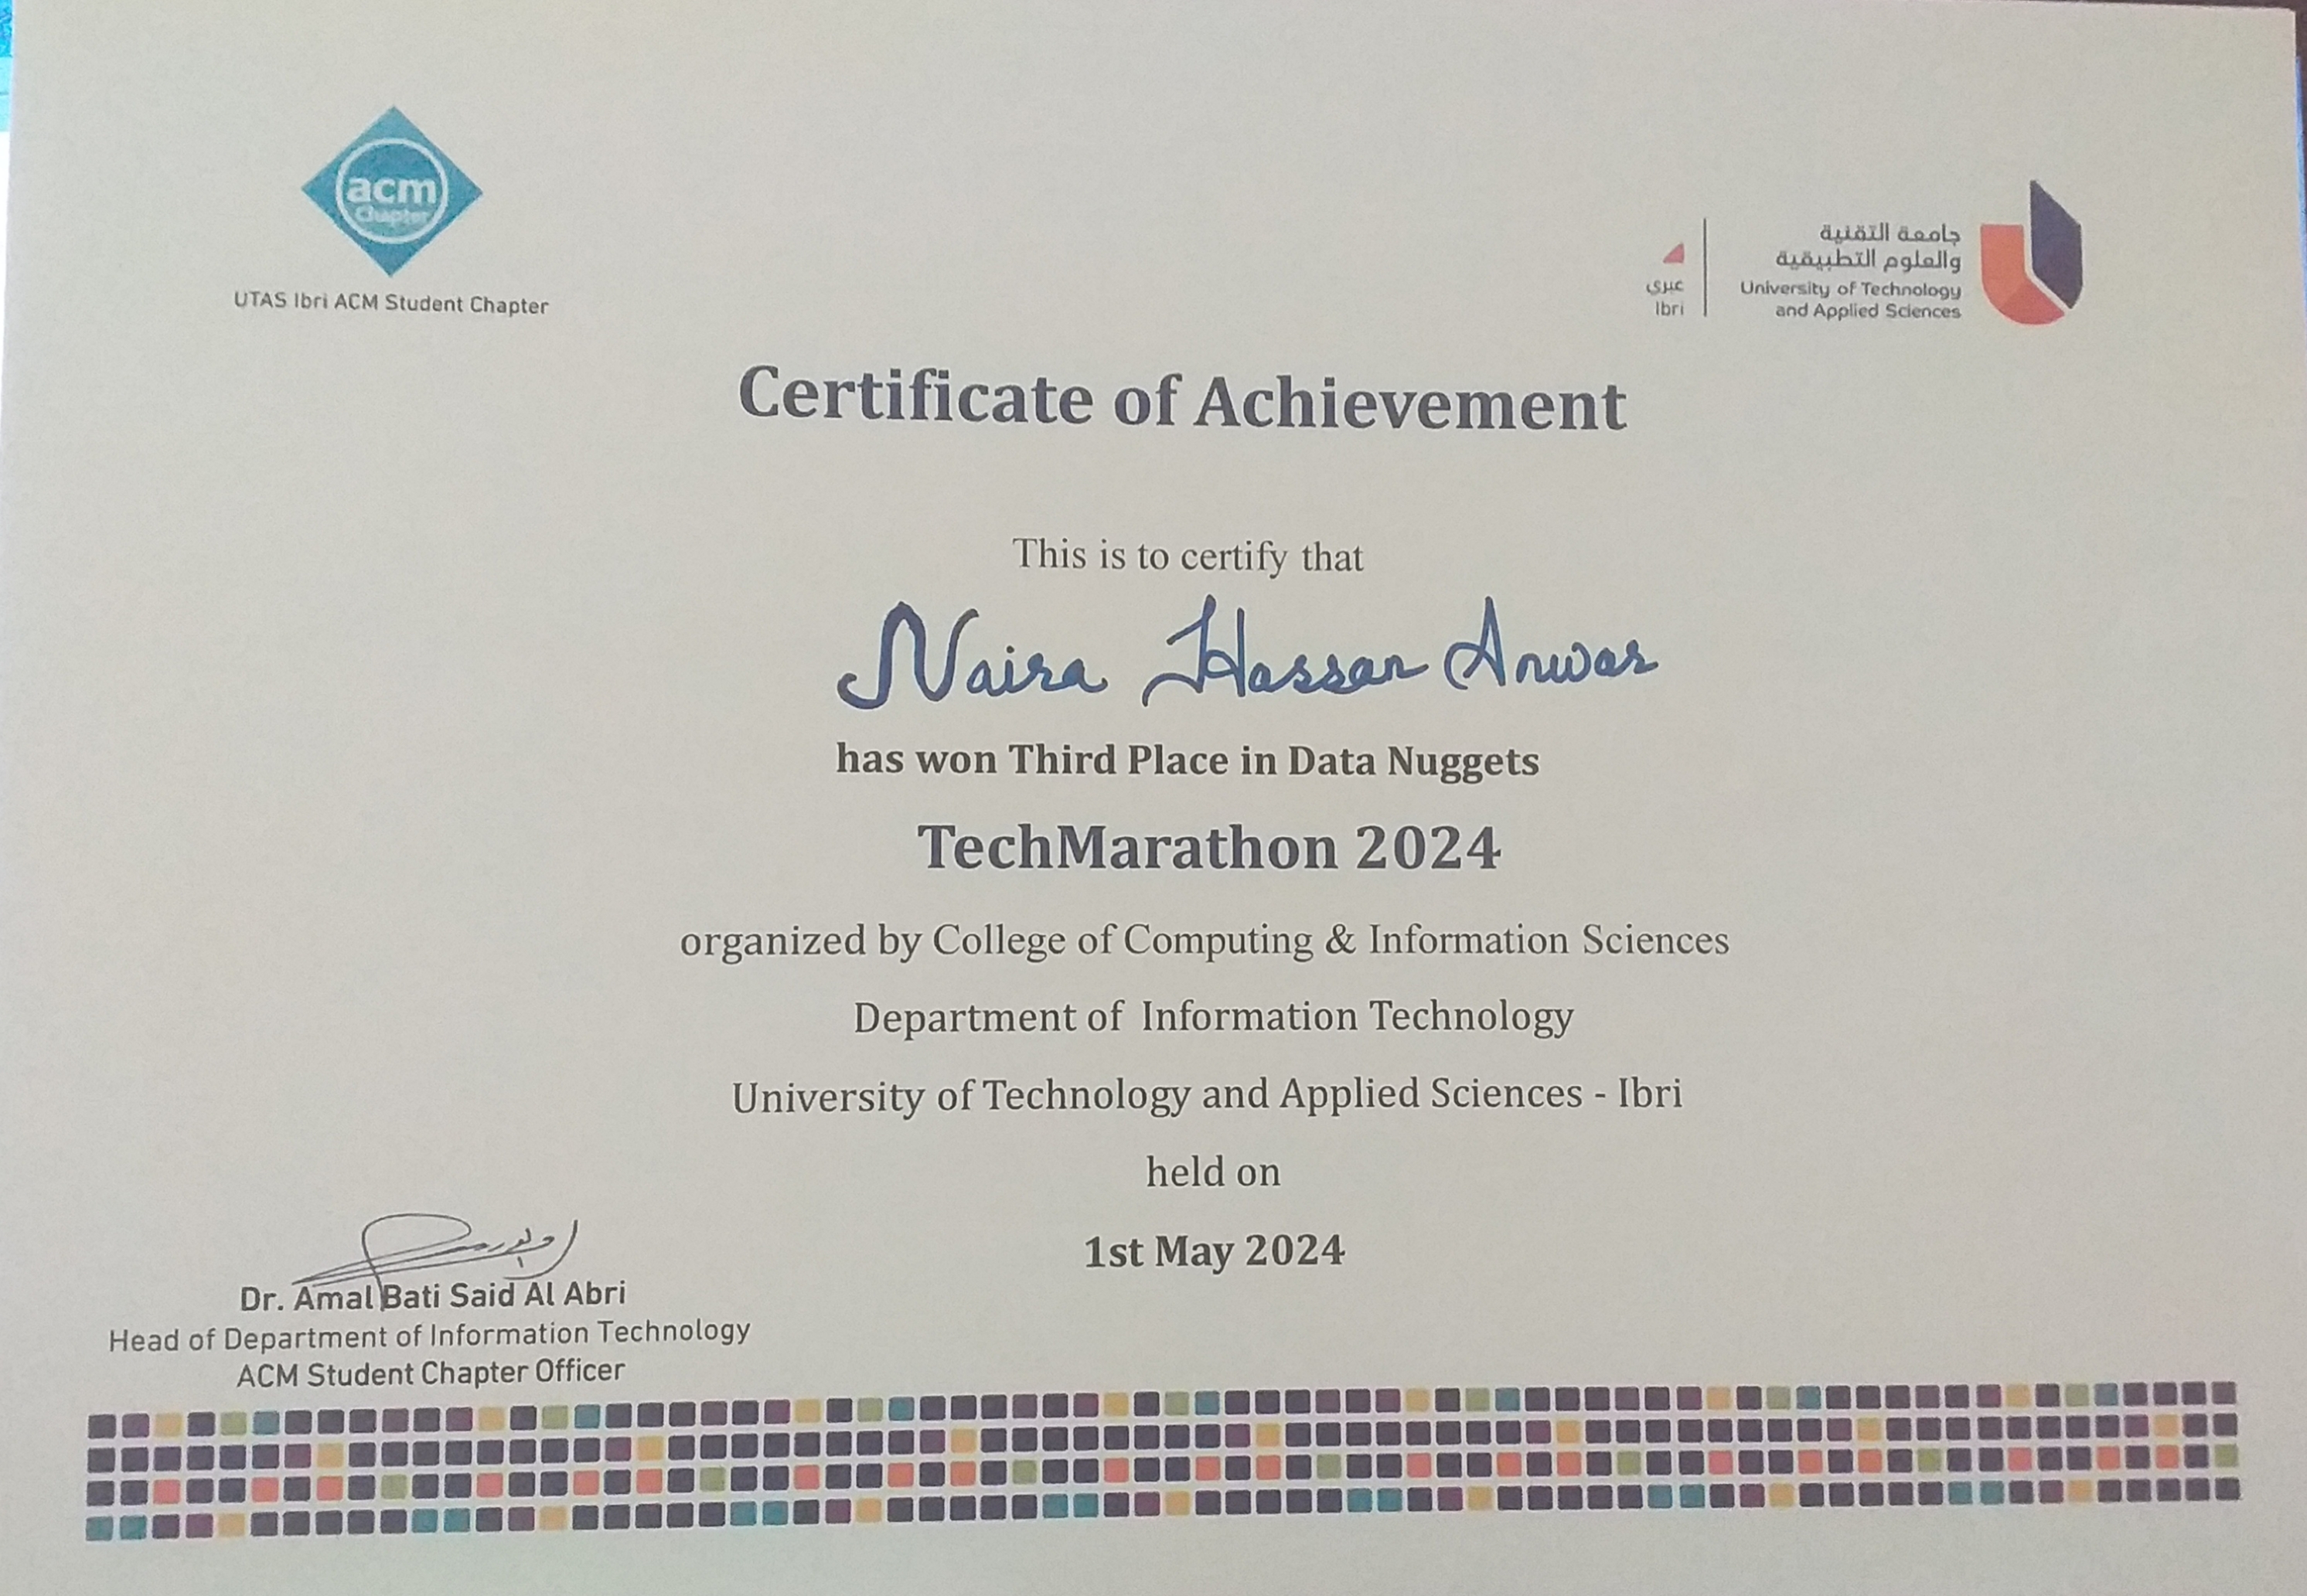 acm
Chapter
UTAS Ibri ACM Student Chapter
جامعة التقنية
والعلوم التطبيقية
University of Technology
and Applied Sciences
عبري
Ibri
Certificate of Achievement
This is to certify that
Naira Hassan Anwar
has won Third Place in Data Nuggets
TechMarathon 2024
organized by College of Computing & Information Sciences
Department of Information Technology
University of Technology and Applied Sciences - Ibri
held on
1st May 2024
Dr. Amal Bati Said Al Abri
Head of Department of Information Technology
ACM Student Chapter Officer